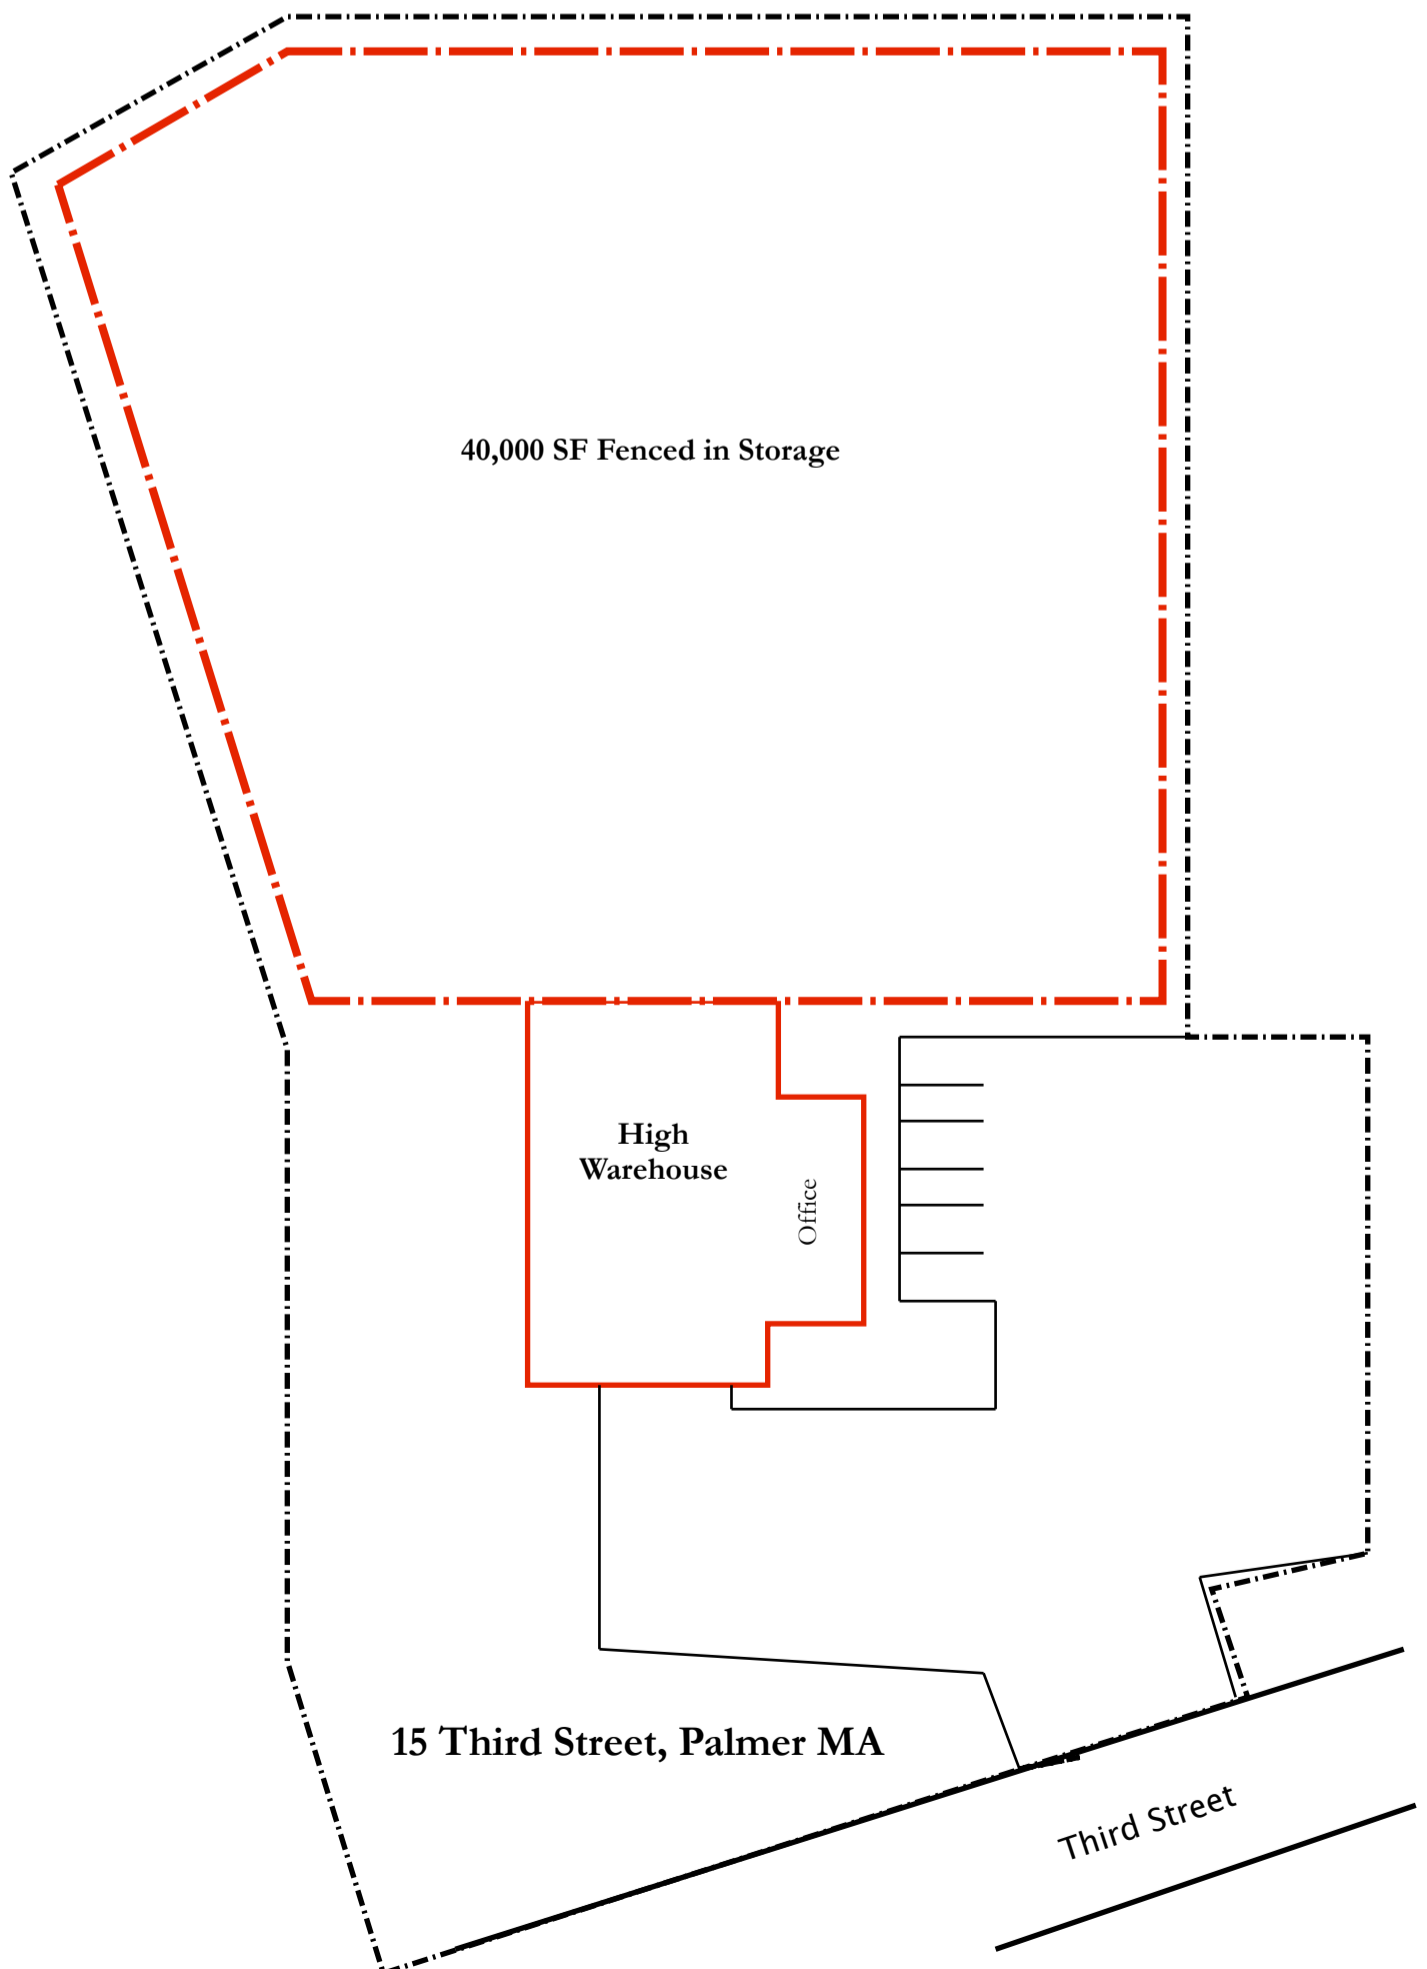 40,000 SF Fenced in Storage
High
Warehouse
Office
15 Third Street, Palmer MA
Third Street